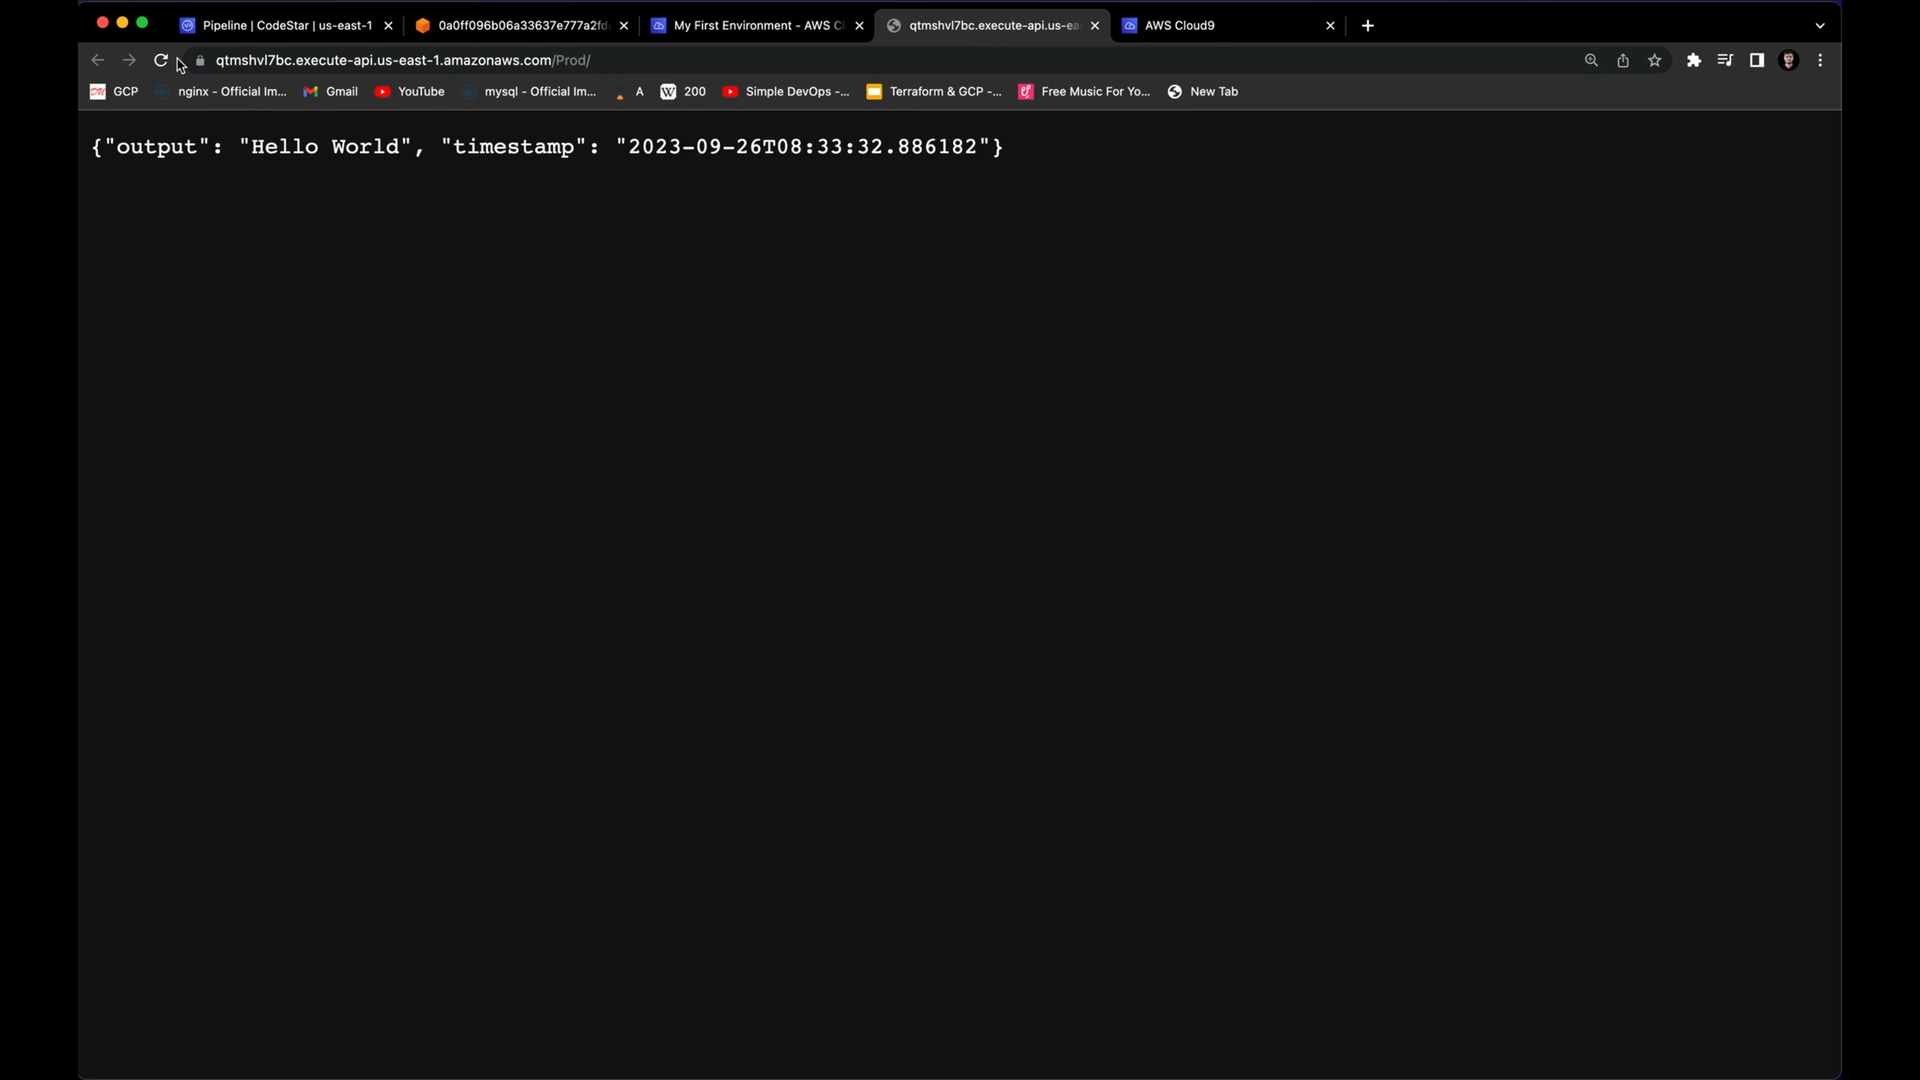 Pipeline | CodeStar | us-east-1
0a0ff096b06a33637e777a2fd
My First Environment - AWS Cl
qtmshvl7bc.execute-api.us-ea
AWS Cloud9
qtmshvl7bc.execute-api.us-east-1.amazonaws.com/Prod/
GCP
nginx - Official Im...
Gmail
YouTube
mysql - Official Im...
A
W
200
Simple DevOps -...
Terraform & GCP -...
Free Music For Yo...
New Tab
{"output": "Hello World", "timestamp": "2023-09-26T08:33:32.886182"}